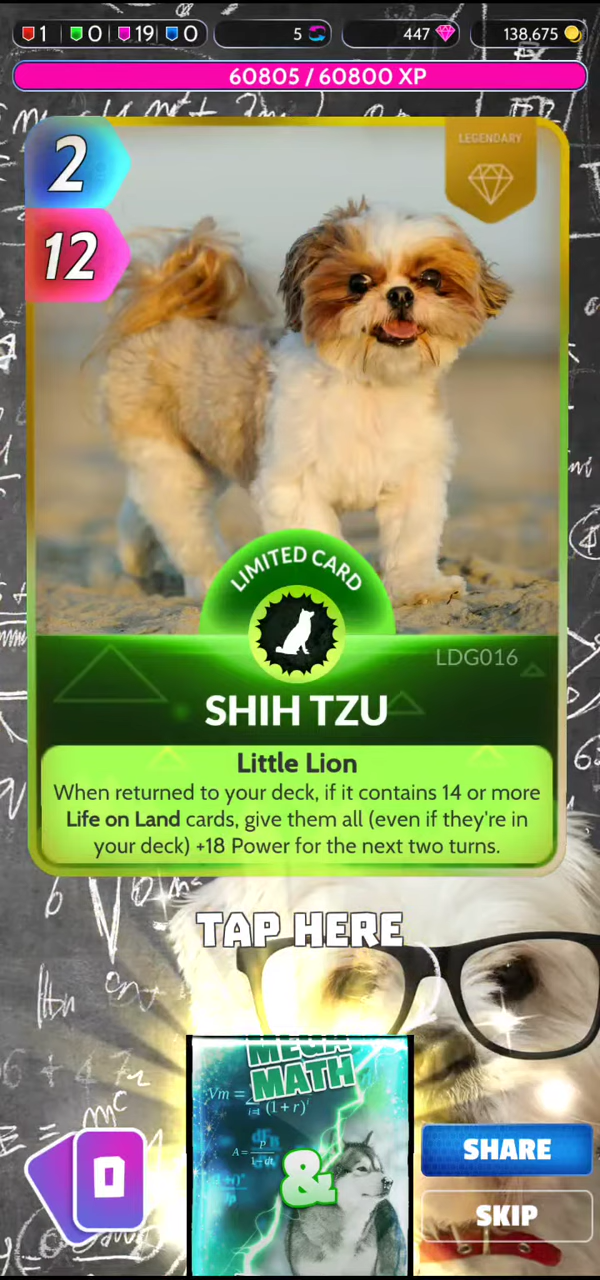 1 0 19 0 5 447 138,675
60805 / 60800 XP
2
LEGENDARY
12
LIMITED CARD
LDG016
SHIH TZU
Little Lion
When returned to your deck, if it contains 14 or more
Life on Land cards, give them all (even if they're in
your deck) +18 Power for the next two turns.
TAP HERE
MEGA
MATH
&
0
SHARE
SKIP